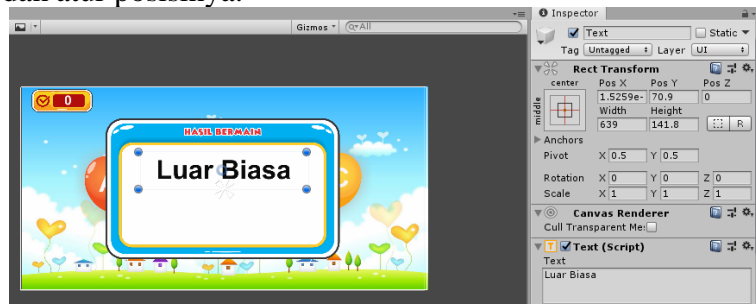 dan atur posisinya.
Gizmos
All
Inspector
Text
Static
Tag Untagged Layer UI
Rect Transform
center Pos X Pos Y Pos Z
middle
1.5259e- 70.9 0
Width Height
639 141.8 R
Anchors
Pivot X 0.5 Y 0.5
Rotation X 0 Y 0 Z 0
Scale X 1 Y 1 Z 1
Canvas Renderer
Cull Transparent Me
Text (Script)
Text
Luar Biasa
0
HASIL BERMAIN
Luar Biasa